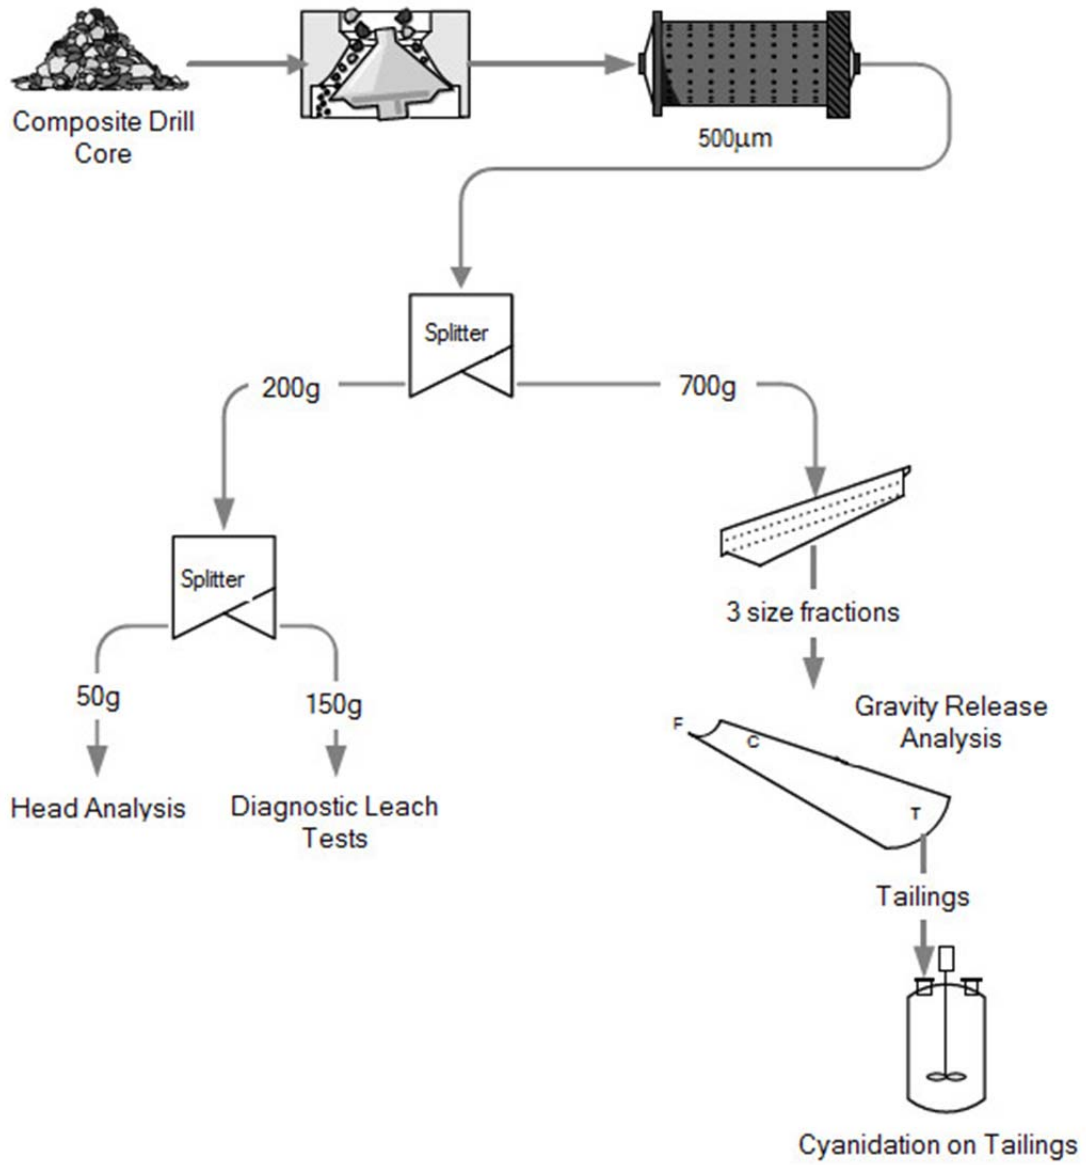 Composite Drill
Core
500μm
Splitter
200g
700g
Splitter
3 size fractions
50g
150g
Gravity Release
Analysis
F
C
T
Head Analysis
Diagnostic Leach
Tests
Tailings
Cyanidation on Tailings